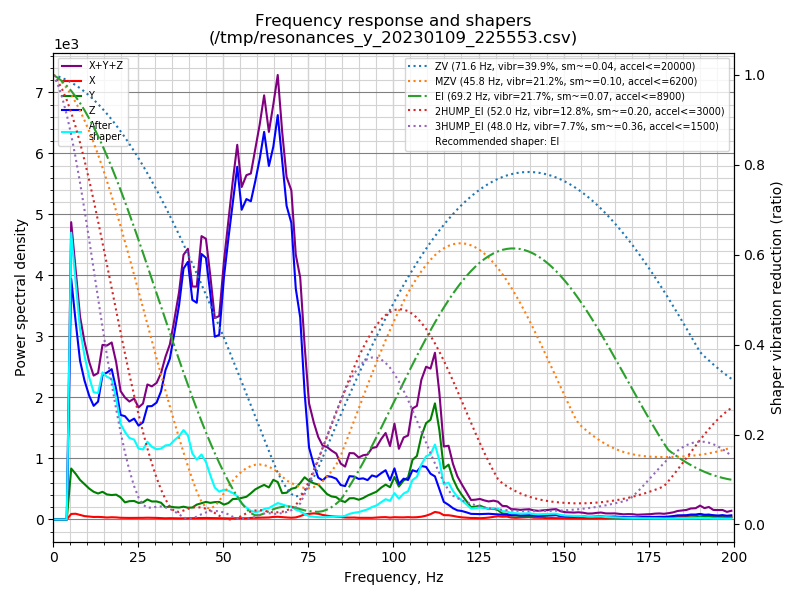 Frequency response and shapers
(/tmp/resonances_y_20230109_225553.csv)
1e3
X+Y+Z
X
Y
Z
After
shaper
ZV (71.6 Hz, vibr=39.9%, sm~=0.04, accel<=20000)
MZV (45.8 Hz, vibr=21.2%, sm~=0.10, accel<=6200)
EI (69.2 Hz, vibr=21.7%, sm~=0.07, accel<=8900)
2HUMP_EI (52.0 Hz, vibr=12.8%, sm~=0.20, accel<=3000)
3HUMP_EI (48.0 Hz, vibr=7.7%, sm~=0.36, accel<=1500)
Recommended shaper: EI
7
6
5
4
3
2
1
0
Power spectral density
1.0
0.8
0.6
0.4
0.2
0.0
Shaper vibration reduction (ratio)
0 25 50 75 100 125 150 175 200
Frequency, Hz